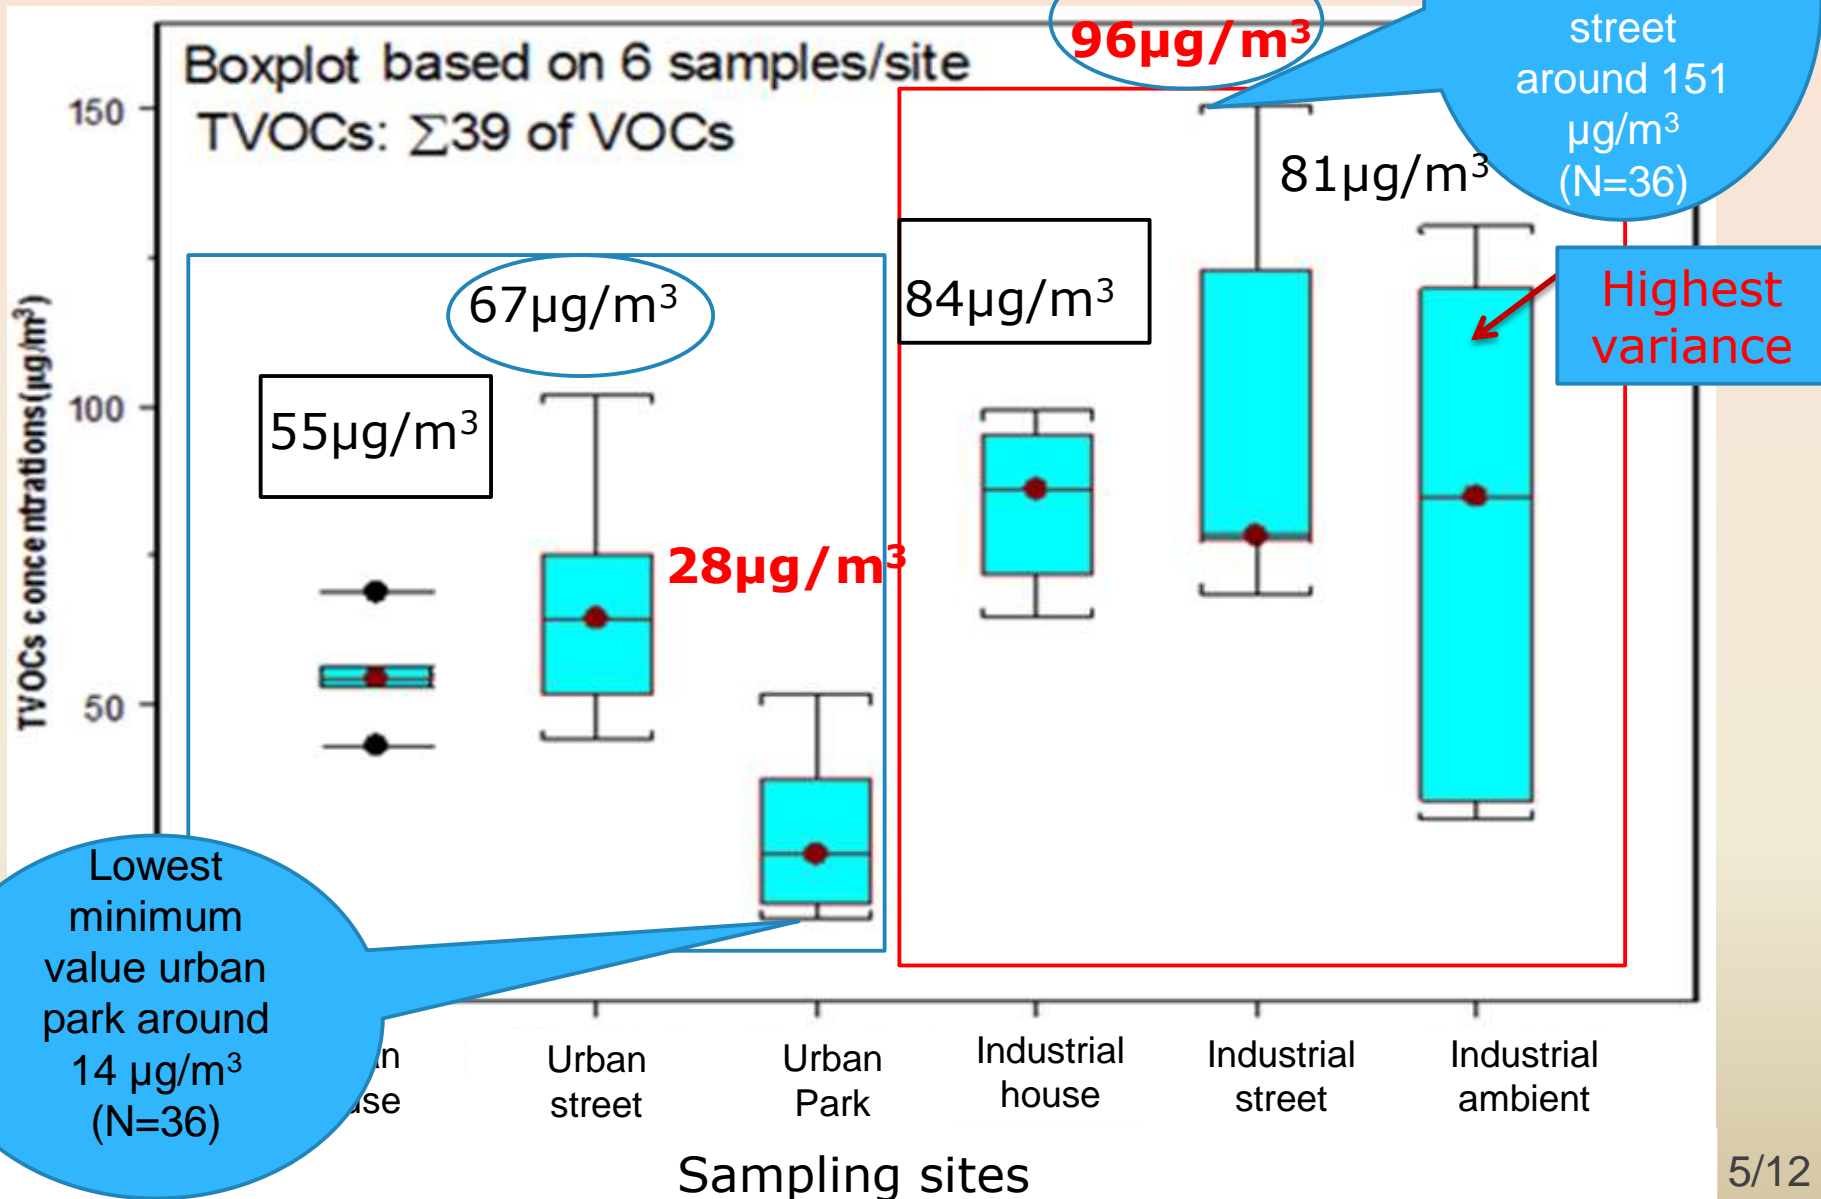 96µg/m³
street
around 151
µg/m³
(N=36)
Boxplot based on 6 samples/site
TVOCs: Σ39 of VOCs
81µg/m³
Highest
variance
67µg/m³
84µg/m³
55µg/m³
28µg/m³
150
100
50
TVOCs concentrations(µg/m³)
Lowest
minimum
value urban
park around
14 µg/m³
(N=36)
Urban
street
Urban
Park
Industrial
house
Industrial
street
Industrial
ambient
Sampling sites
5/12